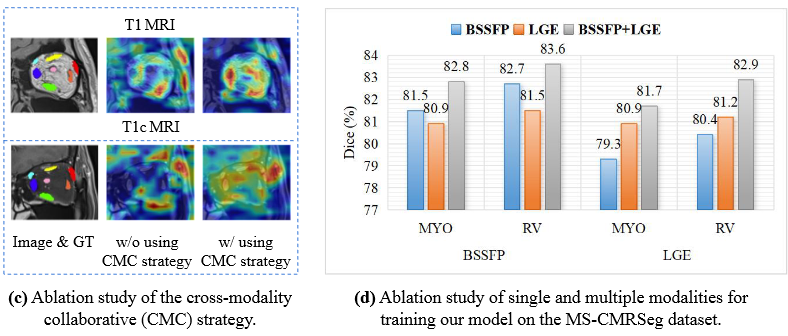 T1 MRI
T1c MRI
Image & GT
w/o using
CMC strategy
w/ using
CMC strategy
(c) Ablation study of the cross-modality
collaborative (CMC) strategy.
BSSFP LGE BSSFP+LGE
Dice (%)
84
83
82
81
80
79
78
77
81.5
80.9
82.8
82.7
81.5
83.6
79.3
80.9
81.7
80.4
81.2
82.9
MYO RV MYO RV
BSSFP LGE
(d) Ablation study of single and multiple modalities for
training our model on the MS-CMRSeg dataset.